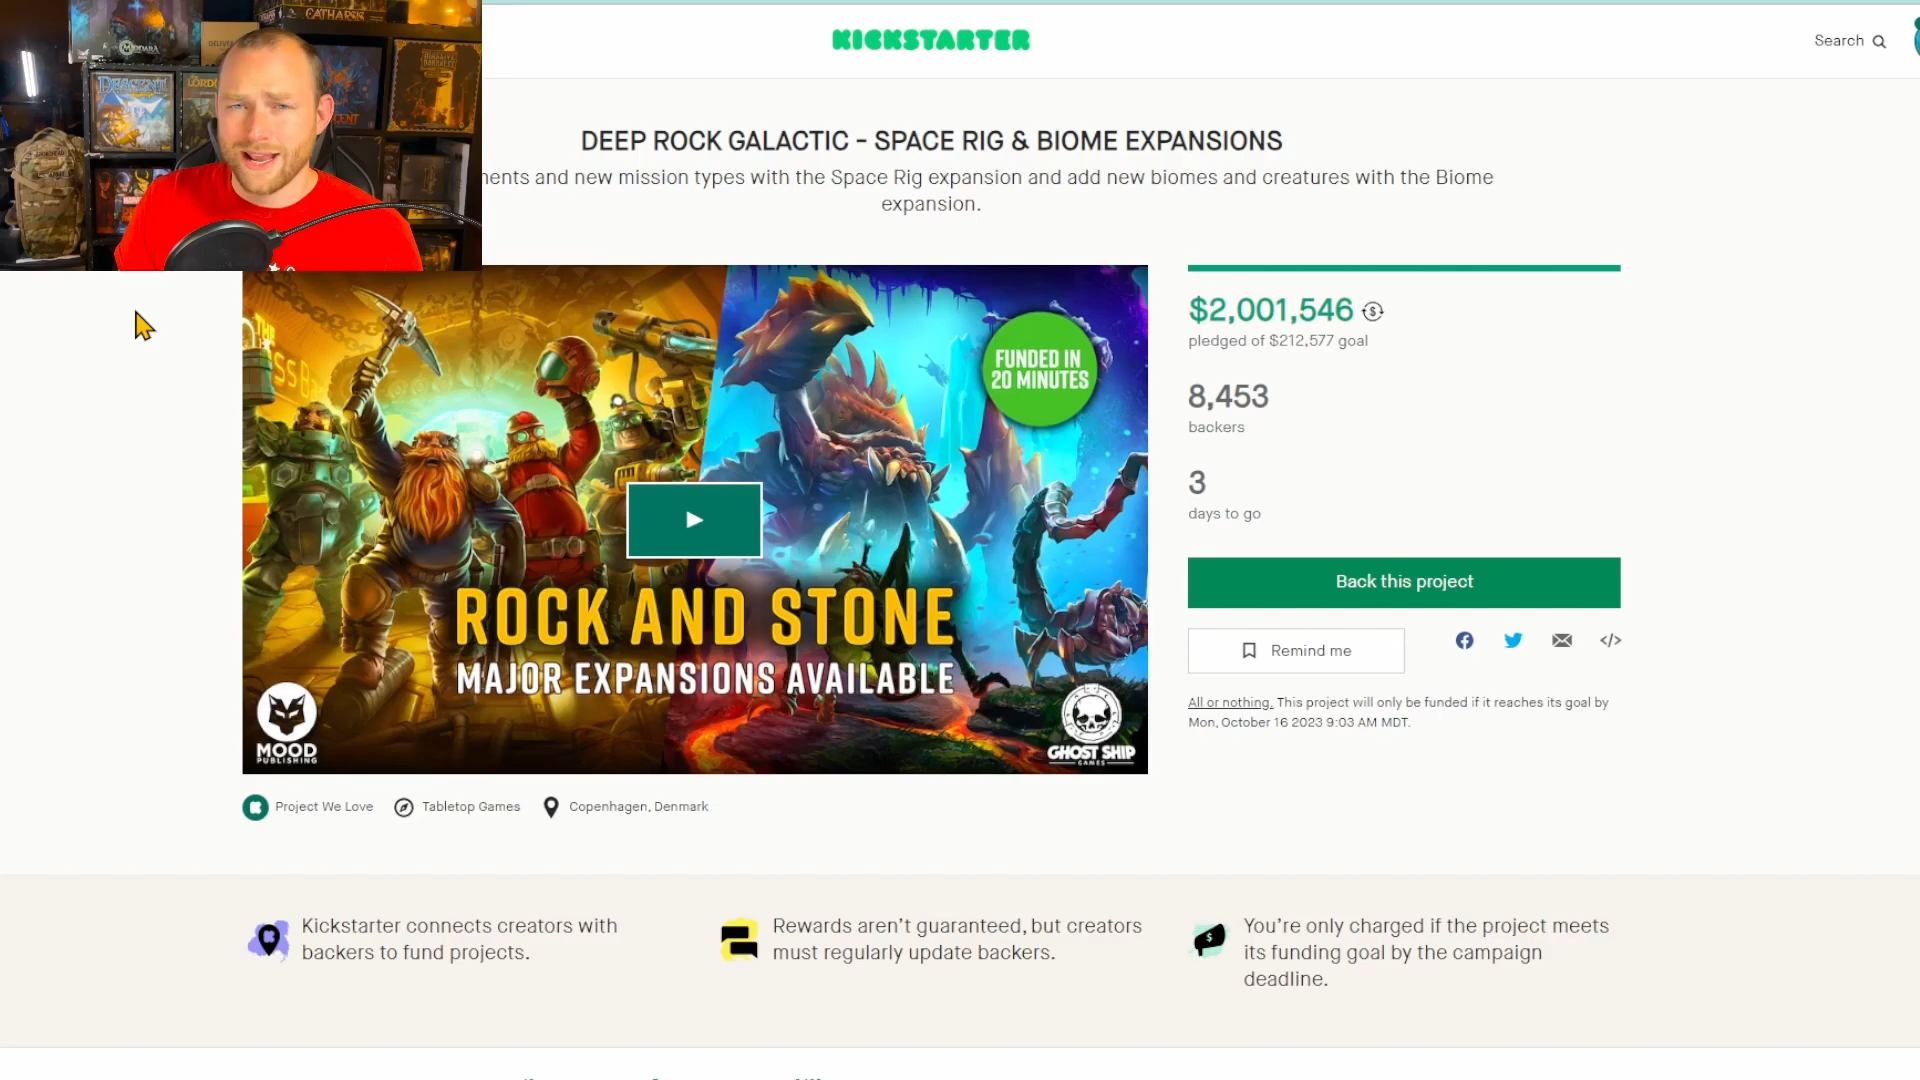 CATHARSIS
MIDDARA
DESCENT
LORD
KICKSTARTER
Search
DEEP ROCK GALACTIC - SPACE RIG & BIOME EXPANSIONS
nents and new mission types with the Space Rig expansion and add new biomes and creatures with the Biome
expansion.
FUNDED IN
20 MINUTES
ROCK AND STONE
MAJOR EXPANSIONS AVAILABLE
MOOD
PUBLISHING
GHOST SHIP
GAMES
$2,001,546
pledged of $212,577 goal
8,453
backers
3
days to go
Back this project
Remind me
All or nothing. This project will only be funded if it reaches its goal by
Mon, October 16 2023 9:03 AM MDT.
Project We Love
Tabletop Games
Copenhagen, Denmark
Kickstarter connects creators with
backers to fund projects.
Rewards aren't guaranteed, but creators
must regularly update backers.
You're only charged if the project meets
its funding goal by the campaign
deadline.